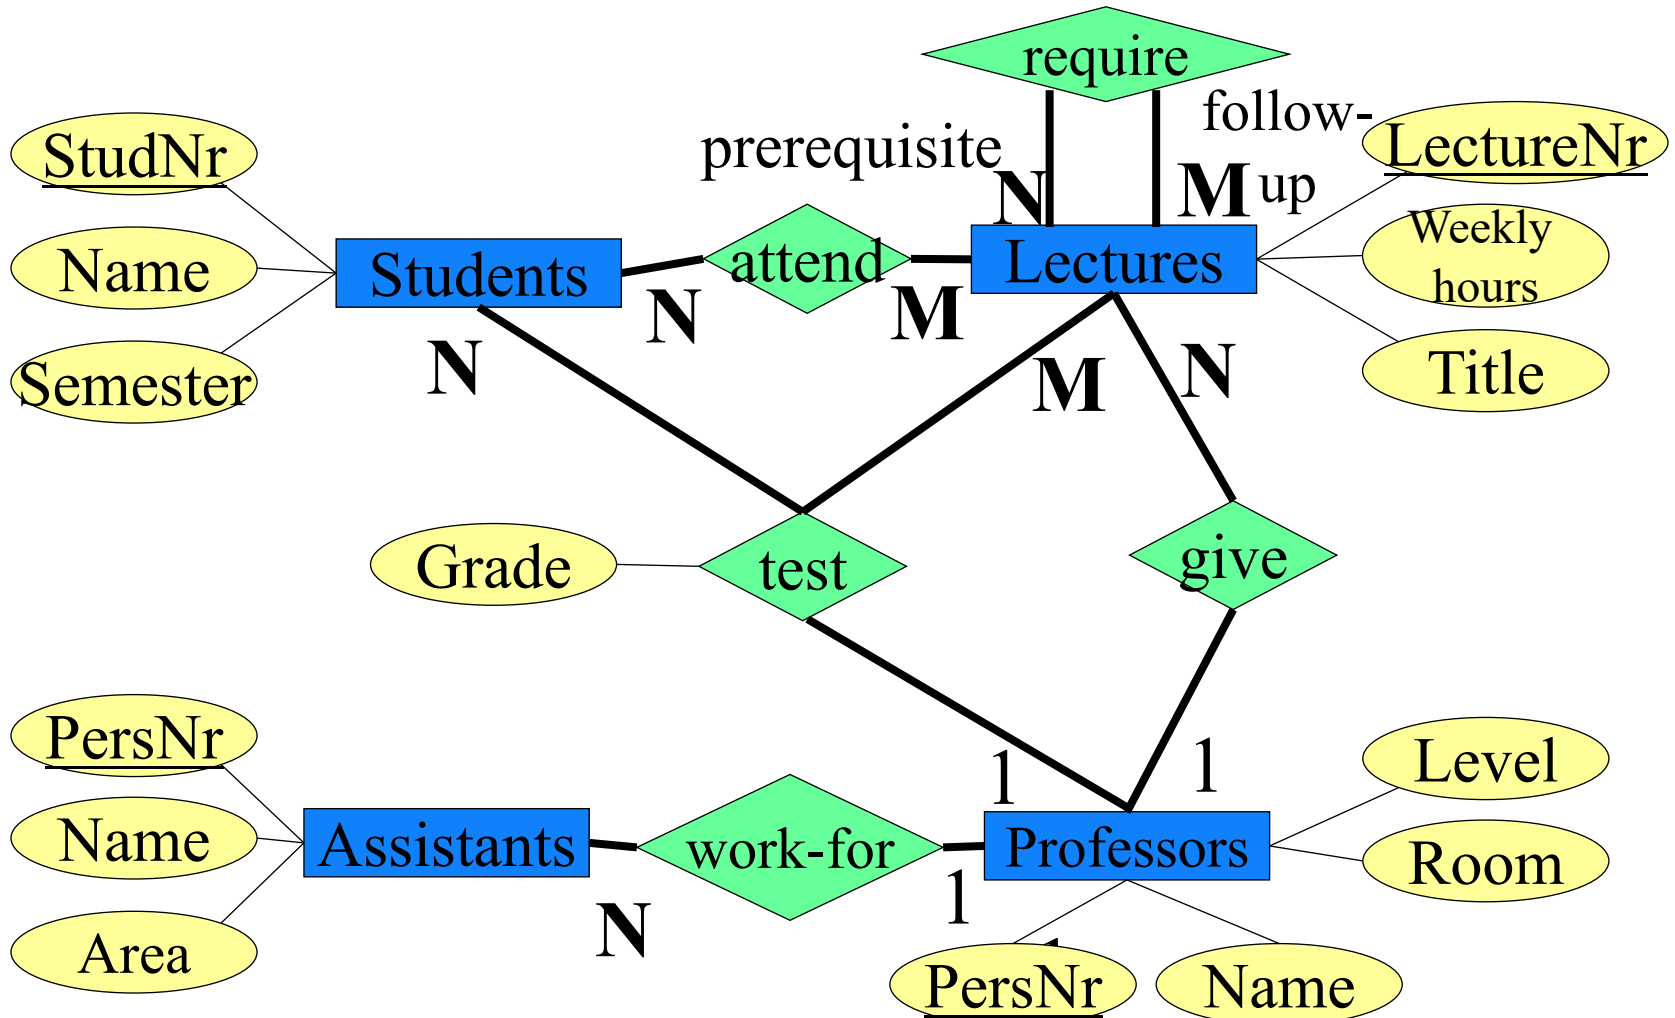 require
follow-
up
prerequisite
N
M
StudNr
Name
Semester
Students
N
attend
M
Lectures
LectureNr
Weekly
hours
Title
N
M
N
Grade
test
give
1
1
PersNr
Name
Area
Assistants
N
work-for
1
Professors
Level
Room
PersNr
Name